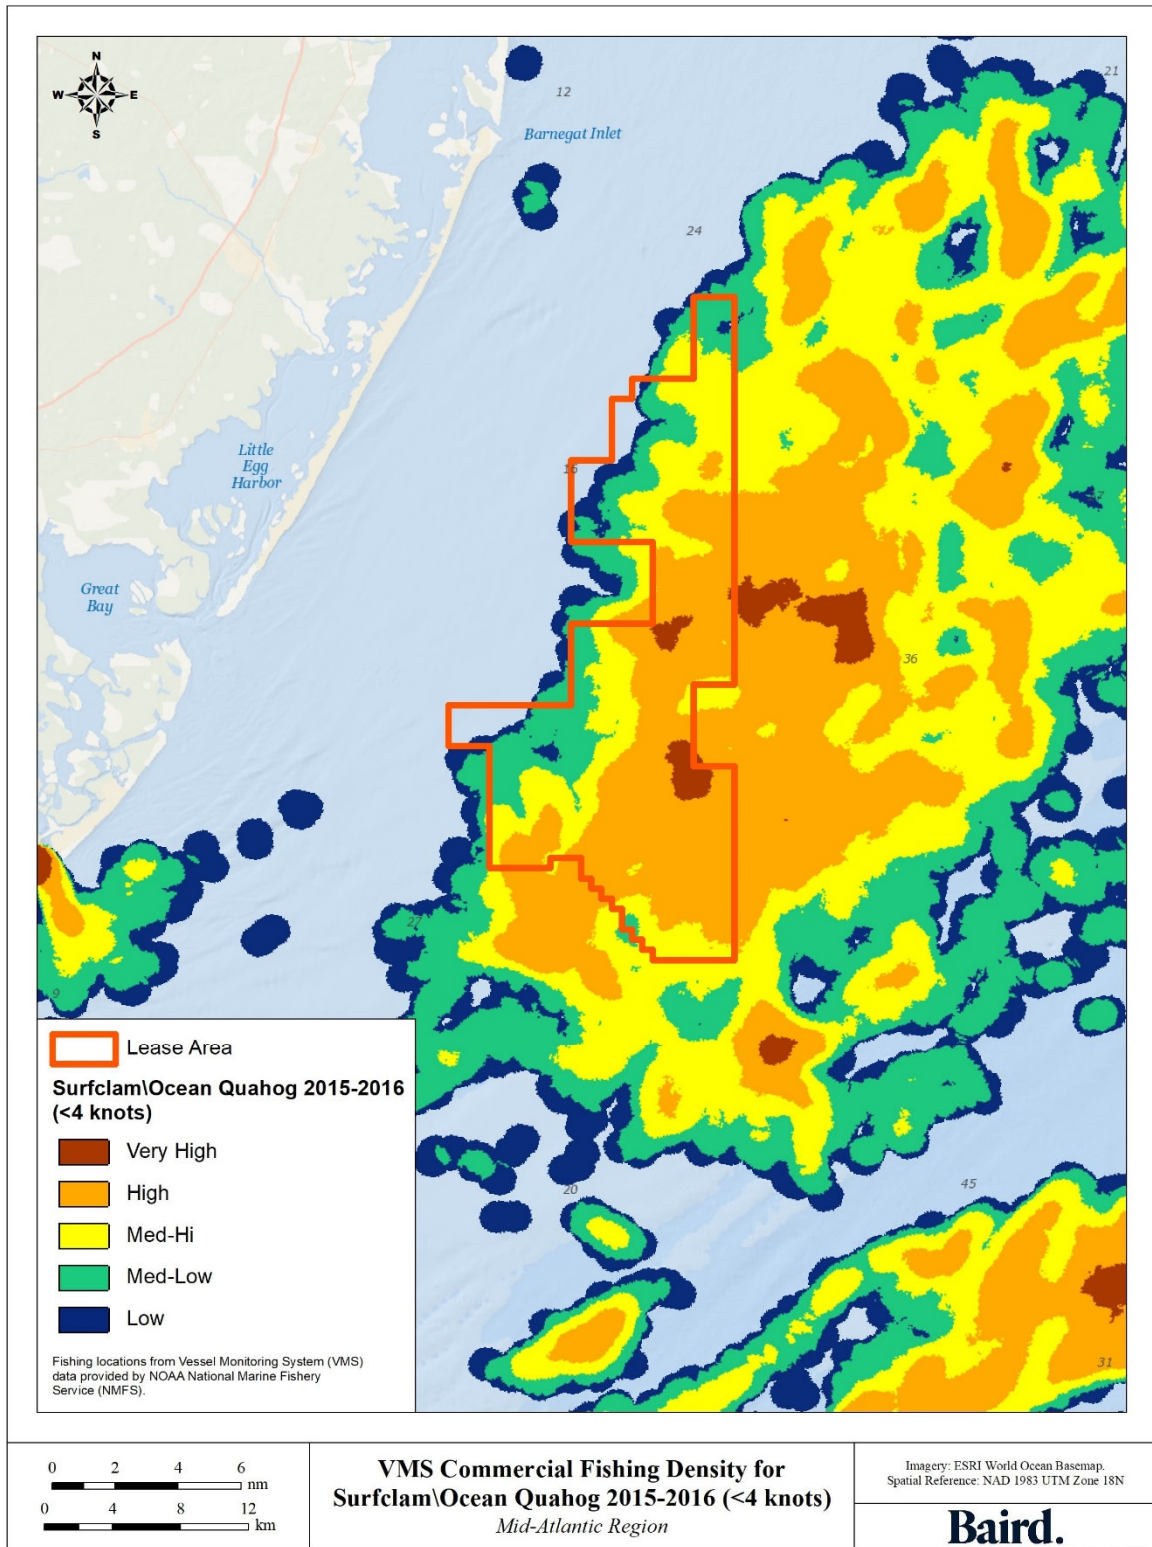 N
W E
S
12
21
Barnegat Inlet
24
Little
Egg
Harbor
16
Great
Bay
36
27
9
Lease Area
Surfclam\Ocean Quahog 2015-2016
(<4 knots)
Very High
High
Med-Hi
Med-Low
Low
Fishing locations from Vessel Monitoring System (VMS)
data provided by NOAA National Marine Fishery
Service (NMFS).
20
45
31
0 2 4 6
nm
0 4 8 12
km
VMS Commercial Fishing Density for
Surfclam\Ocean Quahog 2015-2016 (<4 knots)
Mid-Atlantic Region
Imagery: ESRI World Ocean Basemap.
Spatial Reference: NAD 1983 UTM Zone 18N
Baird.